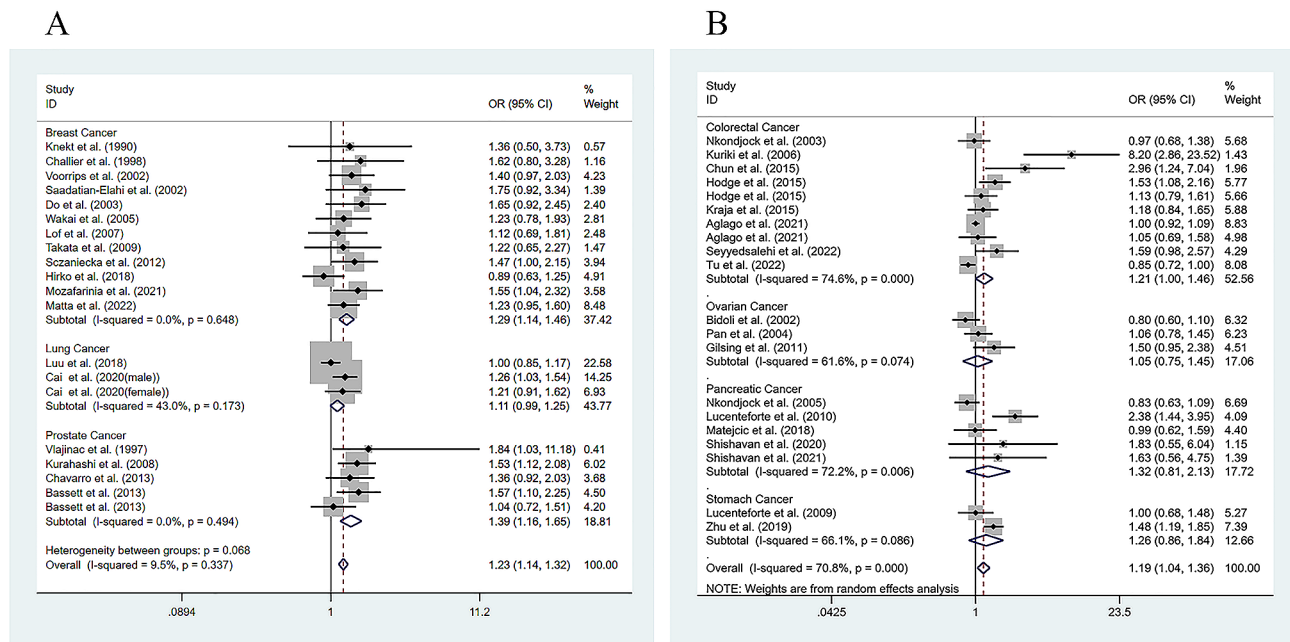 A
Study %
ID OR (95% CI) Weight
Breast Cancer
Knekt et al. (1990) 1.36 (0.50, 3.73) 0.57
Challier et al. (1998) 1.62 (0.80, 3.28) 1.16
Voorrips et al. (2002) 1.40 (0.97, 2.03) 4.23
Saadatian-Elahi et al. (2002) 1.75 (0.92, 3.34) 1.39
Do et al. (2003) 1.65 (0.92, 2.45) 2.40
Wakai et al. (2005) 1.23 (0.78, 1.93) 2.81
Lof et al. (2007) 1.12 (0.69, 1.81) 2.48
Takata et al. (2009) 1.22 (0.65, 2.27) 1.47
Sczaniecka et al. (2012) 1.47 (1.00, 2.15) 3.94
Hirko et al. (2018) 0.89 (0.63, 1.25) 4.91
Mozafarinia et al. (2021) 1.55 (1.04, 2.32) 3.58
Matta et al. (2022) 1.23 (0.95, 1.60) 8.48
Subtotal (I-squared = 0.0%, p = 0.648) 1.29 (1.14, 1.46) 37.42
Lung Cancer
Luu et al. (2018) 1.00 (0.85, 1.17) 22.58
Cai et al. (2020(male)) 1.26 (1.03, 1.54) 14.25
Cai et al. (2020(female)) 1.21 (0.91, 1.62) 6.93
Subtotal (I-squared = 43.0%, p = 0.173) 1.11 (0.99, 1.25) 43.77
Prostate Cancer
Vlajinac et al. (1997) 1.84 (1.03, 11.18) 0.41
Kurahashi et al. (2008) 1.53 (1.12, 2.08) 6.02
Chavarro et al. (2013) 1.36 (0.92, 2.03) 3.68
Bassett et al. (2013) 1.57 (1.10, 2.25) 4.50
Bassett et al. (2013) 1.04 (0.72, 1.51) 4.20
Subtotal (I-squared = 0.0%, p = 0.494) 1.39 (1.16, 1.65) 18.81
Heterogeneity between groups: p = 0.068
Overall (I-squared = 9.5%, p = 0.337) 1.23 (1.14, 1.32) 100.00
.0894 1 11.2
B
Study %
ID OR (95% CI) Weight
Colorectal Cancer
Nkondjock et al. (2003) 0.97 (0.68, 1.38) 5.68
Kuriki et al. (2006) 8.20 (2.86, 23.52) 1.43
Chun et al. (2015) 2.96 (1.24, 7.04) 1.96
Hodge et al. (2015) 1.53 (1.08, 2.16) 5.77
Hodge et al. (2015) 1.13 (0.79, 1.61) 5.66
Kraja et al. (2015) 1.18 (0.84, 1.65) 5.88
Aglago et al. (2021) 1.00 (0.92, 1.09) 8.83
Aglago et al. (2021) 1.05 (0.69, 1.58) 4.98
Seyyedsalehi et al. (2022) 1.59 (0.98, 2.57) 4.29
Tu et al. (2022) 0.85 (0.72, 1.00) 8.08
Subtotal (I-squared = 74.6%, p = 0.000) 1.21 (1.00, 1.46) 52.56
.
Ovarian Cancer
Bidoli et al. (2002) 0.80 (0.60, 1.10) 6.32
Pan et al. (2004) 1.06 (0.78, 1.45) 6.23
Gilsing et al. (2011) 1.50 (0.95, 2.38) 4.51
Subtotal (I-squared = 61.6%, p = 0.074) 1.05 (0.75, 1.45) 17.06
.
Pancreatic Cancer
Nkondjock et al. (2005) 0.83 (0.63, 1.09) 6.69
Lucenteforte et al. (2010) 2.38 (1.44, 3.95) 4.09
Matejcic et al. (2018) 0.99 (0.62, 1.59) 4.40
Shishavan et al. (2020) 1.83 (0.55, 6.04) 1.15
Shishavan et al. (2021) 1.63 (0.56, 4.75) 1.39
Subtotal (I-squared = 72.2%, p = 0.006) 1.32 (0.81, 2.13) 17.72
.
Stomach Cancer
Lucenteforte et al. (2009) 1.00 (0.68, 1.48) 5.27
Zhu et al. (2019) 1.48 (1.19, 1.85) 7.39
Subtotal (I-squared = 66.1%, p = 0.086) 1.26 (0.86, 1.84) 12.66
.
Overall (I-squared = 70.8%, p = 0.000) 1.19 (1.04, 1.36) 100.00
NOTE: Weights are from random effects analysis
.0425 1 23.5